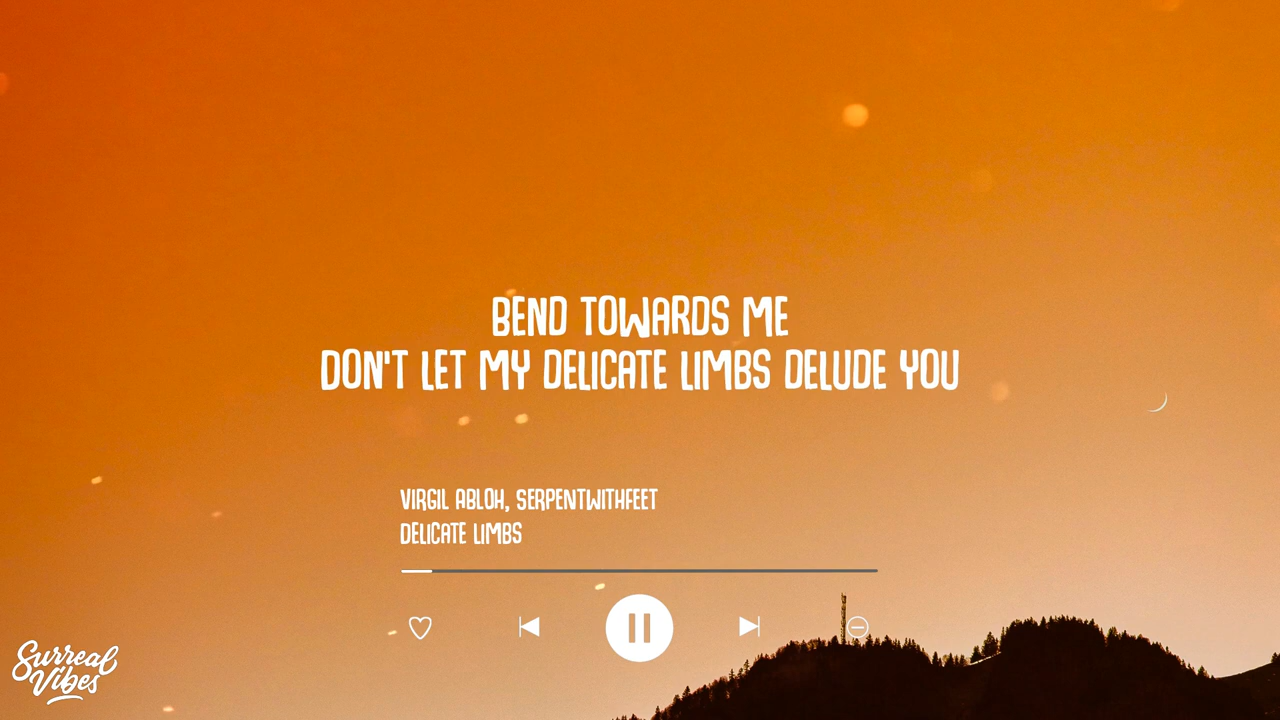 BEND TOWARDS ME
DON'T LET MY DELICATE LIMBS DELUDE YOU
VIRGIL ABLOH, SERPENTWITHFEET
DELICATE LIMBS
Surreal
Vibes